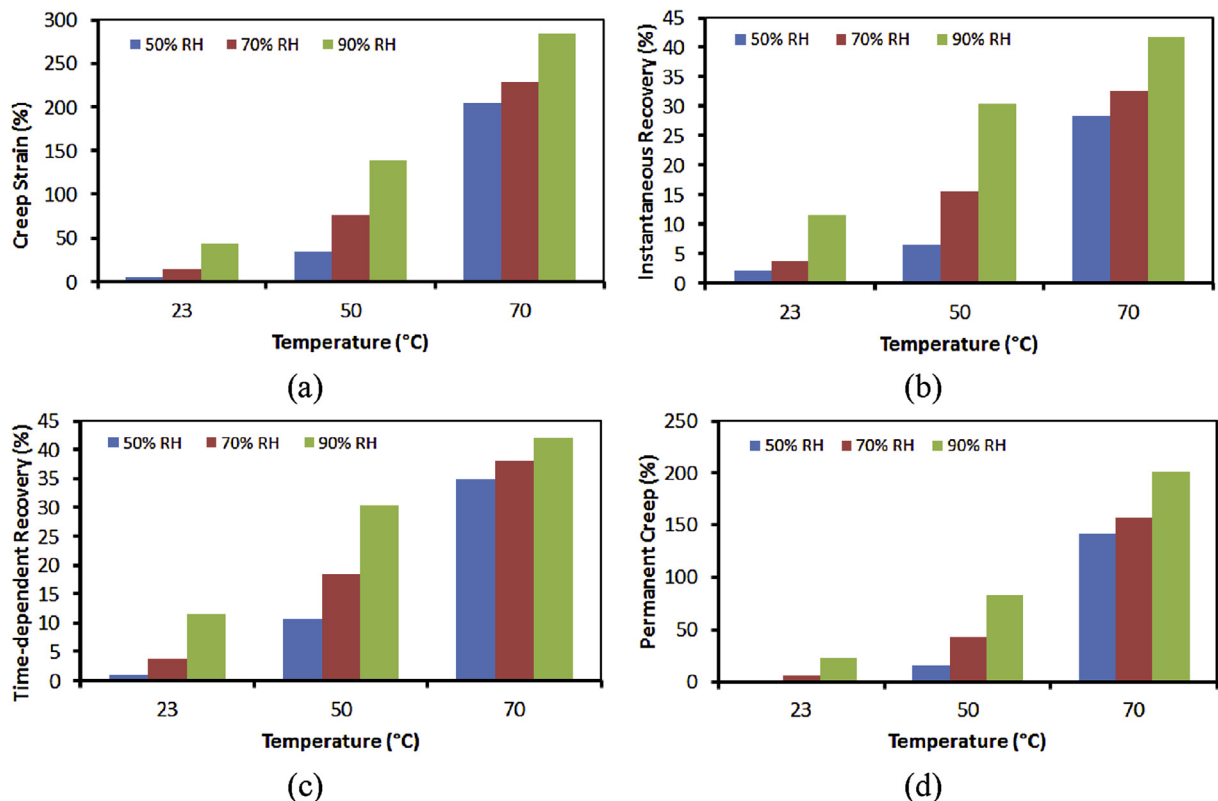 300
250
200
150
100
50
0
Creep Strain (%)
50% RH 70% RH 90% RH
23 50 70
Temperature (°C)
(a)
45
40
35
30
25
20
15
10
5
0
Instantaneous Recovery (%)
50% RH 70% RH 90% RH
23 50 70
Temperature (°C)
(b)
45
40
35
30
25
20
15
10
5
0
Time-dependent Recovery (%)
50% RH 70% RH 90% RH
23 50 70
Temperature (°C)
(c)
250
200
150
100
50
0
Permanent Creep (%)
50% RH 70% RH 90% RH
23 50 70
Temperature (°C)
(d)